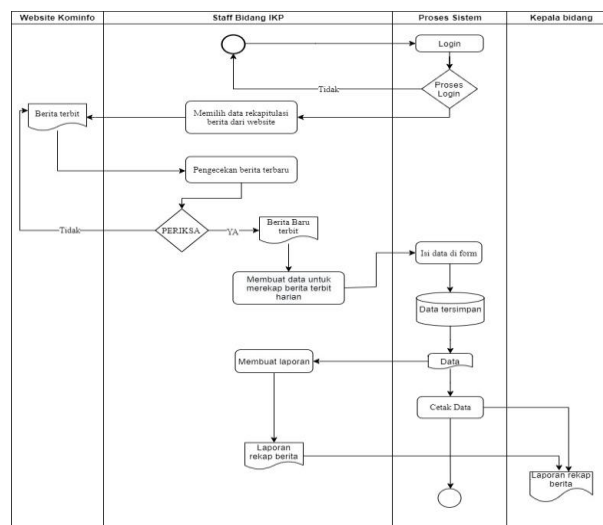 Website Kominfo
Staff Bidang IKP
Proses Sistem
Kepala bidang
Login
Tidak
Proses
Login
Berita terbit
Memilih data rekapitulasi
berita dari website
Pengecekan berita terbaru
Tidak
PERIKSA
YA
Berita Baru
terbit
Isi data di form
Membuat data untuk
merekap berita terbit
harian
Data tersimpan
Membuat laporan
Data
Cetak Data
Laporan
rekap berita
Laporan rekap
berita